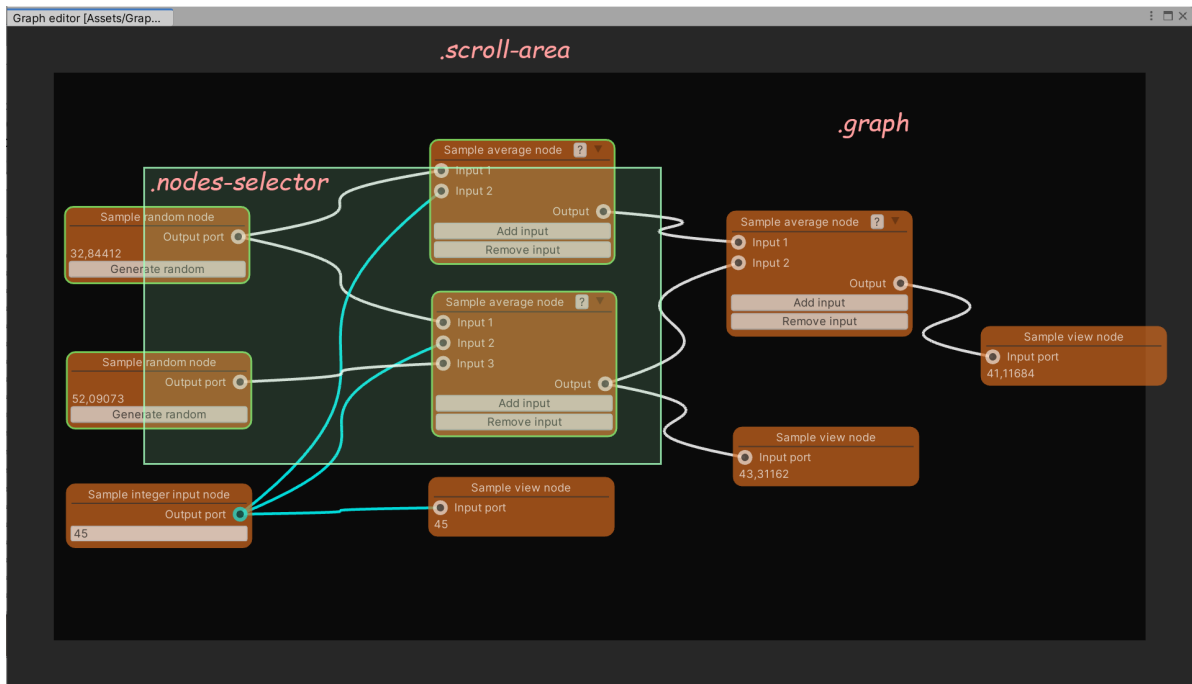 Graph editor [Assets/Grap...
.scroll-area
.graph
Sample average node ?
Input 1
Input 2
Output
Add input
Remove input
.nodes-selector
Sample random node
Output port
32,84412
Generate random
Sample average node ?
Input 1
Input 2
Output
Add input
Remove input
Sample average node ?
Input 1
Input 2
Input 3
Output
Add input
Remove input
Sample view node
Input port
41,11684
Sample random node
Output port
52,09073
Generate random
Sample view node
Input port
43,31162
Sample integer input node
Output port
45
Sample view node
Input port
45